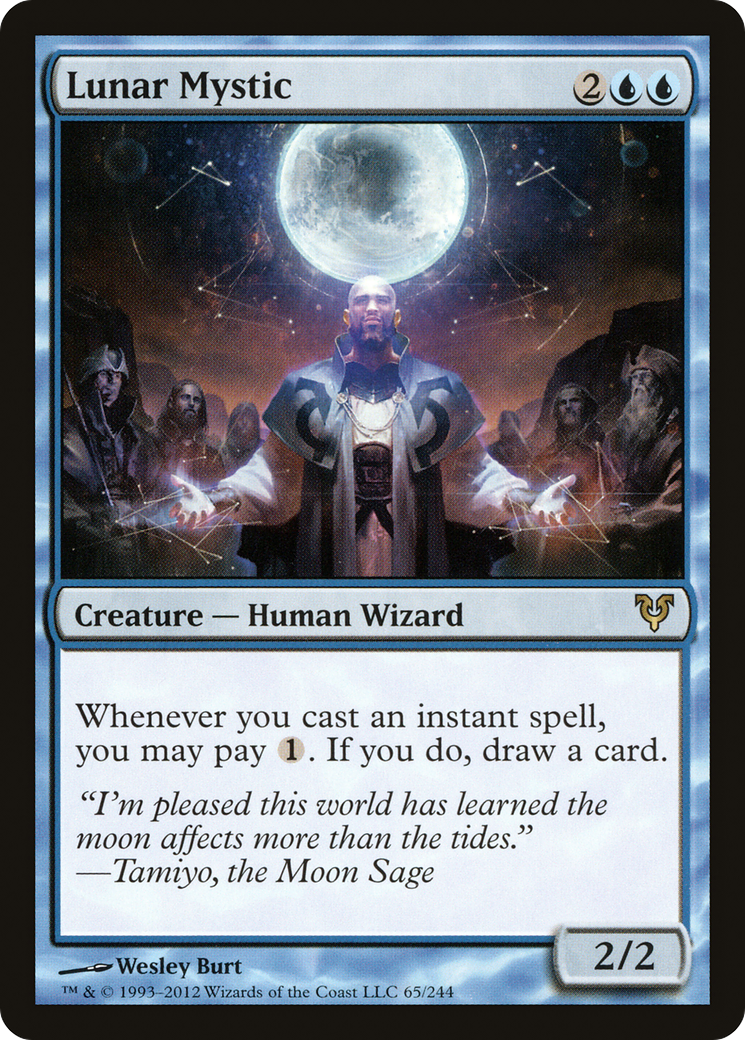 Lunar Mystic 2
Creature — Human Wizard
Whenever you cast an instant spell,
you may pay 1. If you do, draw a card.
“I’m pleased this world has learned the
moon affects more than the tides.”
—Tamiyo, the Moon Sage
2/2
Wesley Burt
™ & © 1993–2012 Wizards of the Coast LLC 65/244